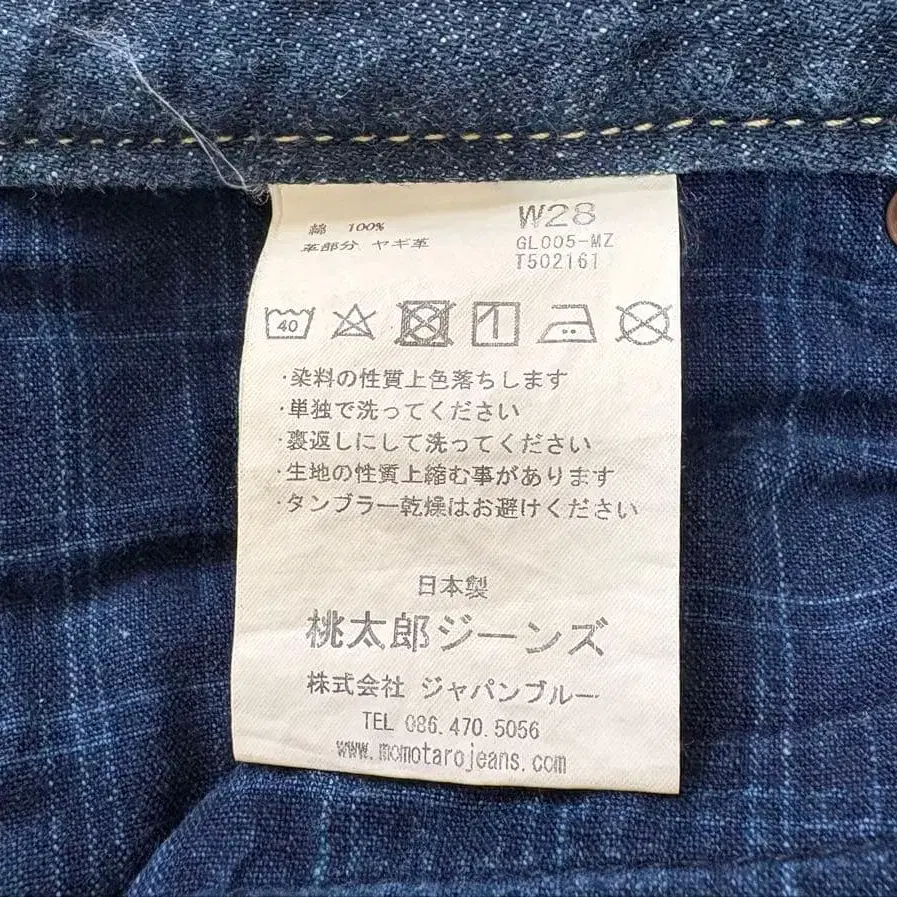 綿 100%
革部分 ヤギ革
W28
GL005-MZ
T502161
40
1
・染料の性質上色落ちします
・単独で洗ってください
・裏返しにして洗ってください
・生地の性質上縮む事があります
・タンブラー乾燥はお避けください
日本製
桃太郎ジーンズ
株式会社 ジャパンブルー
TEL 086.470.5056
www.momotarojeans.com